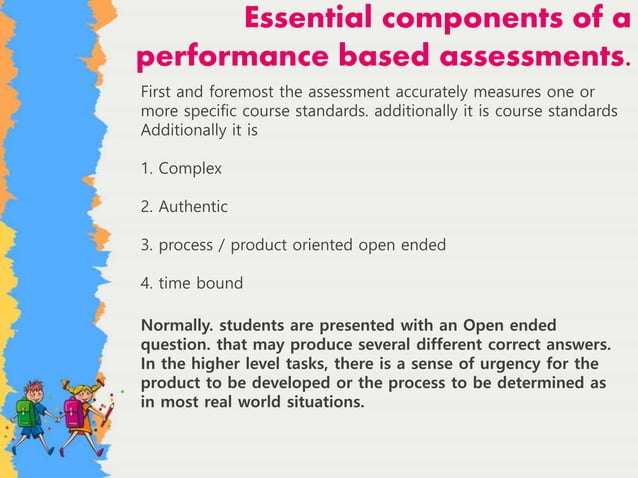 Essential components of a
performance based assessments.
First and foremost the assessment accurately measures one or
more specific course standards. additionally it is course standards
Additionally it is
1. Complex
2. Authentic
3. process / product oriented open ended
4. time bound
Normally. students are presented with an Open ended
question. that may produce several different correct answers.
In the higher level tasks, there is a sense of urgency for the
product to be developed or the process to be determined as
in most real world situations.